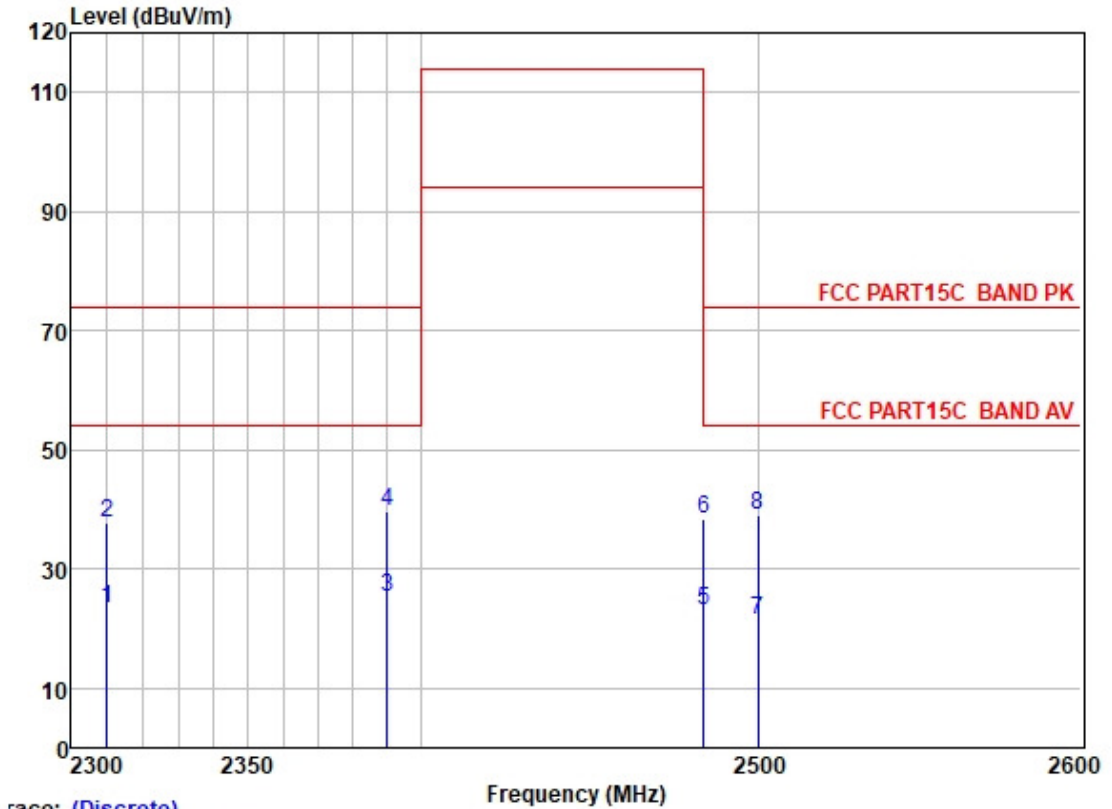 Level (dBuV/m)
120
110
90
FCC PART15C BAND PK
70
FCC PART15C BAND AV
50
2
4
6
8
30
1
3
5
7
10
0
2300 2350 2500 2600
Frequency (MHz)
race: (Discrete)